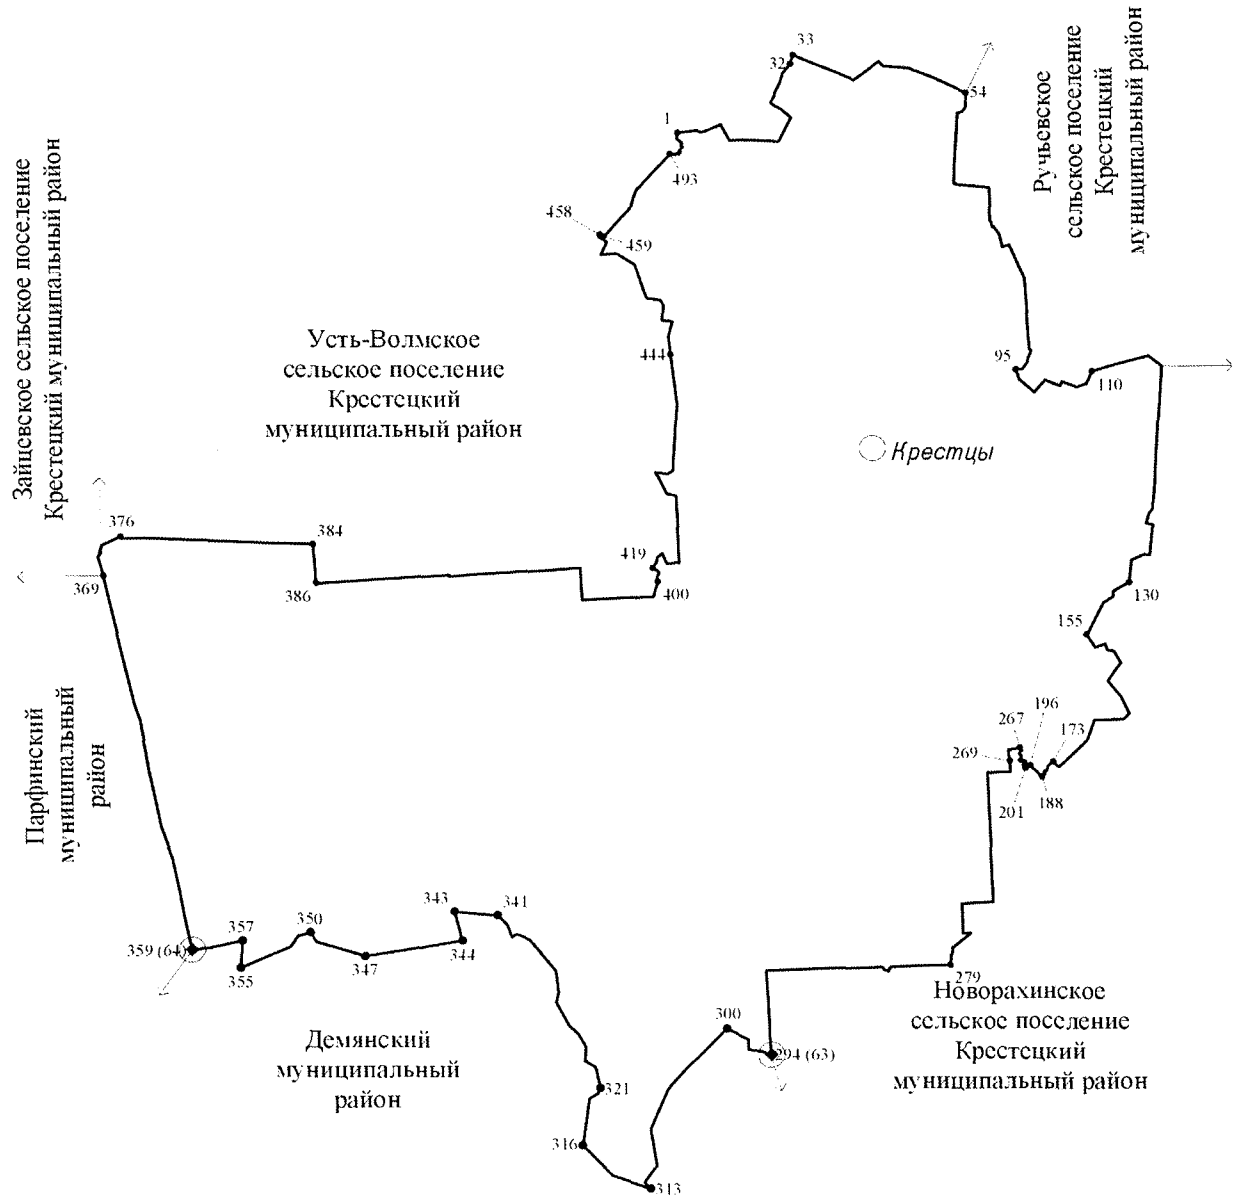 33
32
54
Ручьевское
сельское поселение
Крестецкий
муниципальный район
1
493
Зайцевское сельское поселение
Крестецкий муниципальный район
458
459
Усть-Волмское
сельское поселение
Крестецкий
муниципальный район
444
95
110
Крестцы
376
384
419
369
386
400
130
155
Парфинский
муниципальный
район
267
196
173
269
201
188
343
341
350
357
359 (64)
344
347
355
279
Новорахинское
сельское поселение
Крестецкий
муниципальный район
300
294 (63)
Демянский
муниципальный
район
321
316
313